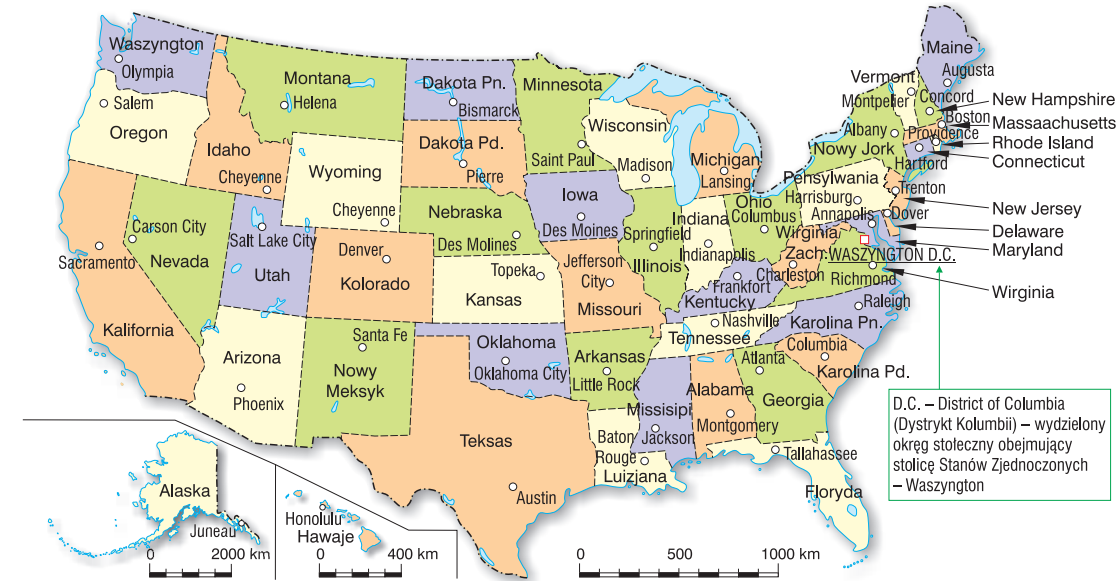 Waszyngton
Olympia
Salem
Oregon
Idaho
Cheyenne
Montana
Helena
Wyoming
Cheyenne
Dakota Pn.
Bismarck
Dakota Pd.
Pierre
Minnesota
Saint Paul
Wisconsin
Madison
Michigan
Lansing
Maine
Augusta
Vermont
Montpelier
Concord
Boston
New Hampshire
Massaachusetts
Rhode Island
Connecticut
Albany
Providence
Nowy Jork
Hartford
Pensylwania
Harrisburg
Trenton
New Jersey
Annapolis
Dover
Delaware
Maryland
Carson City
Sacramento
Nevada
Kalifornia
Salt Lake City
Utah
Denver
Kolorado
Nebraska
Des Molines
Iowa
Des Moines
Topeka
Kansas
Springfield
Illinois
Indiana
Indianapolis
Ohio
Columbus
Wirginia
Zach.
Charleston
WASZYNGTON D.C.
Richmond
Wirginia
Jefferson
City
Missouri
Frankfort
Kentucky
Raleigh
Karolina Pn.
Nashville
Tennessee
Columbia
Karolina Pd.
Arizona
Phoenix
Santa Fe
Nowy
Meksyk
Oklahoma
Oklahoma City
Arkansas
Little Rock
Missisipi
Jackson
Alabama
Montgomery
Atlanta
Georgia
Teksas
Austin
Baton
Rouge
Luizjana
Tallahassee
Floryda
D.C. – District of Columbia
(Dystrykt Kolumbii) – wydzielony
okręg stołeczny obejmujący
stolicę Stanów Zjednoczonych
– Waszyngton
Alaska
Juneau
0 2000 km
Honolulu
Hawaje
0 400 km
0 500 1000 km